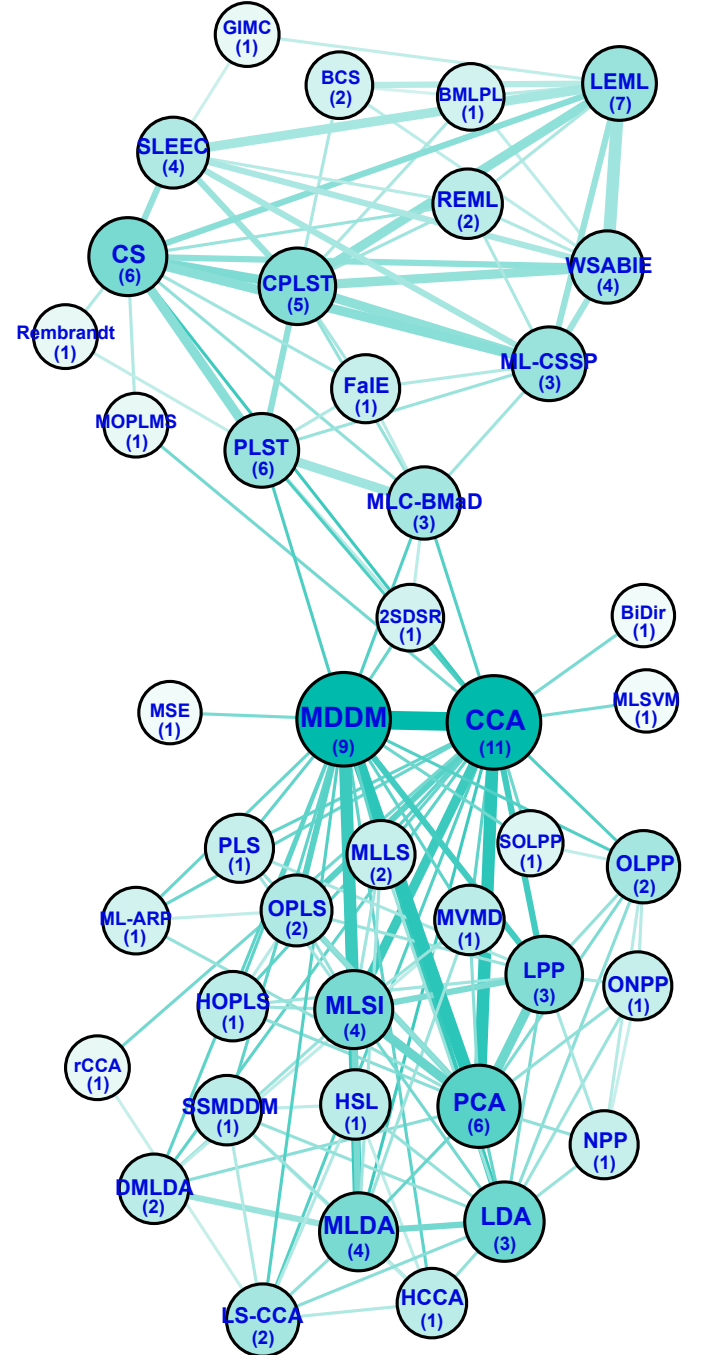 GIMC
(1)
BCS
(2)
BMLPL
(1)
LEML
(7)
SLEEC
(4)
REML
(2)
CS
(6)
CPLST
(5)
WSABIE
(4)
Rembrandt
(1)
ML-CSSP
(3)
FaIE
(1)
MOPLMS
(1)
PLST
(6)
MLC-BMaD
(3)
2SDSR
(1)
BiDir
(1)
MSE
(1)
MDDM
(9)
CCA
(11)
MLSVM
(1)
PLS
(1)
MLLS
(2)
SOLPP
(1)
OLPP
(2)
ML-ARP
(1)
OPLS
(2)
MVMD
(1)
LPP
(3)
ONPP
(1)
HOPLS
(1)
MLSI
(4)
rCCA
(1)
SSMDDM
(1)
HSL
(1)
PCA
(6)
NPP
(1)
DMLDA
(2)
MLDA
(4)
LDA
(3)
LS-CCA
(2)
HCCA
(1)